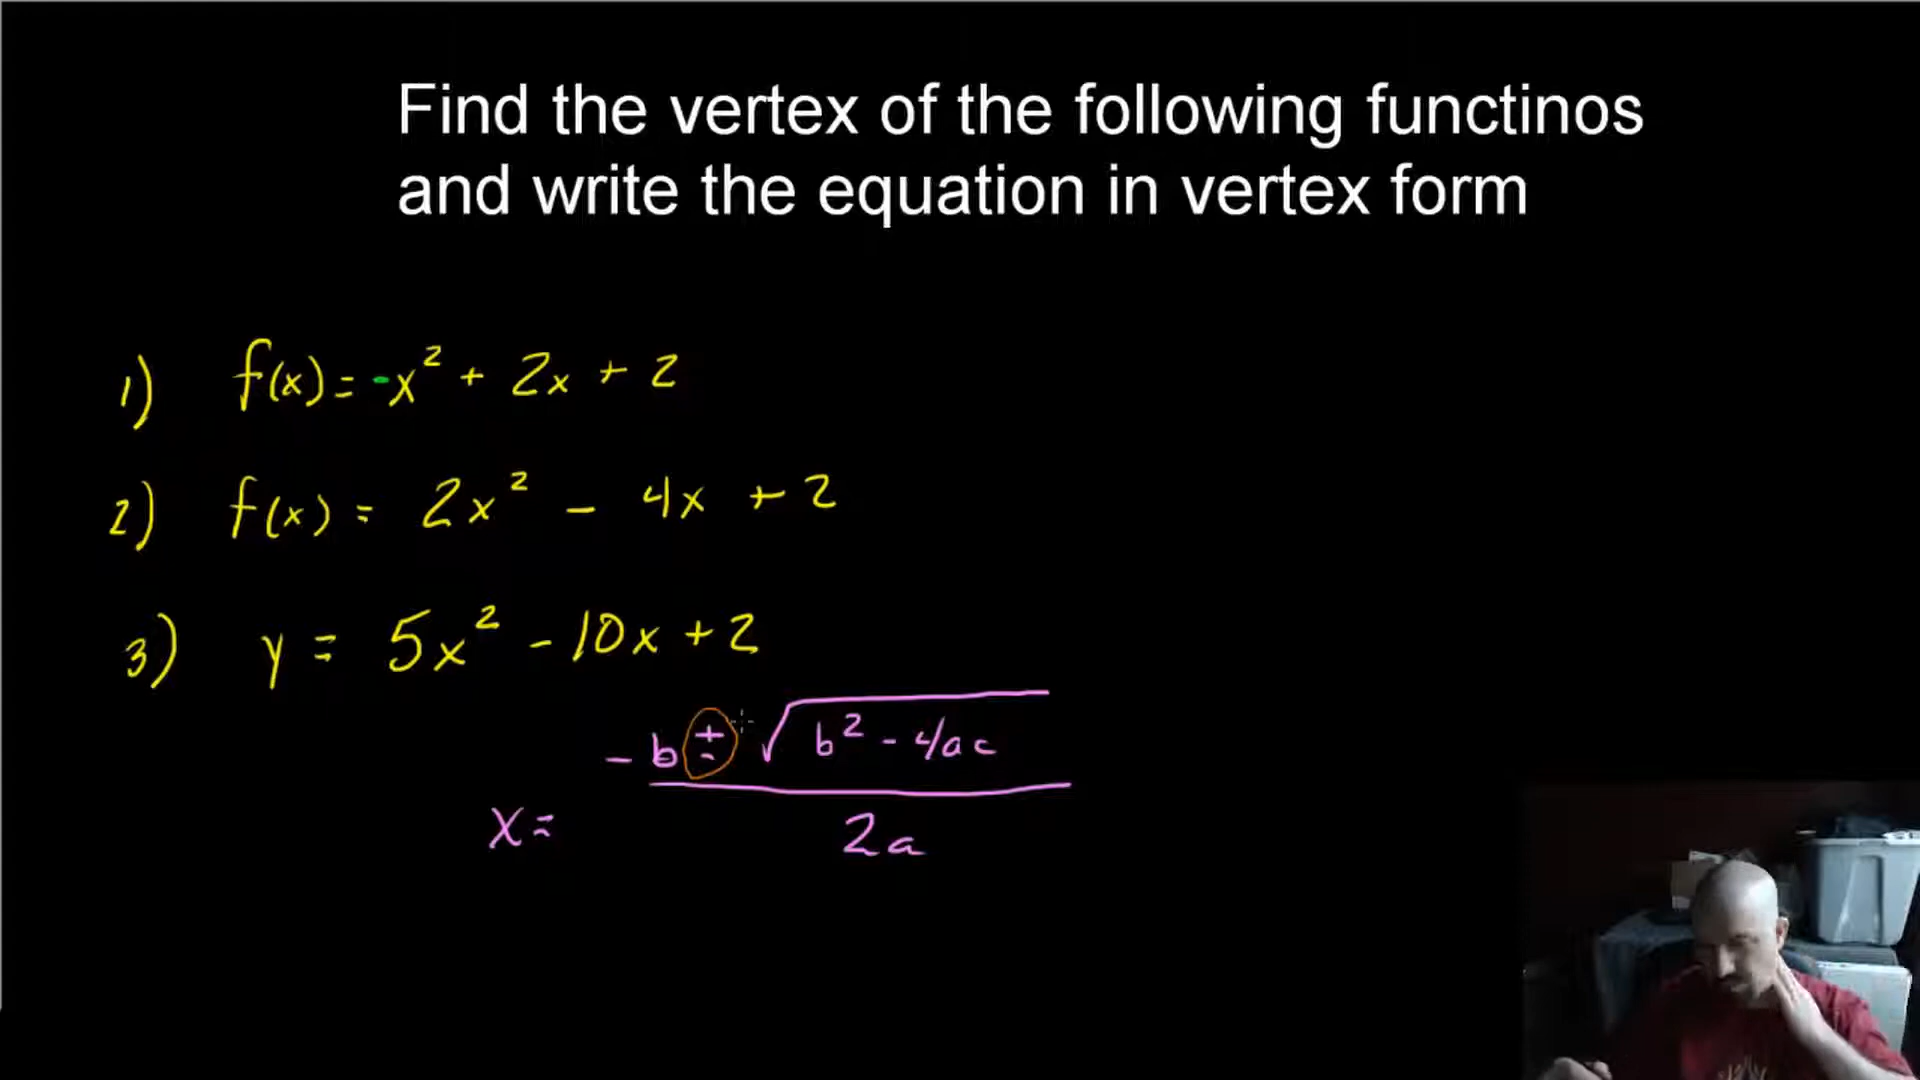 Find the vertex of the following functinos
and write the equation in vertex form
1) f(x) = -x² + 2x + 2
2) f(x) = 2x² - 4x + 2
3) y = 5x² - 10x + 2
x = (-b ± √(b² - 4ac)) / 2a